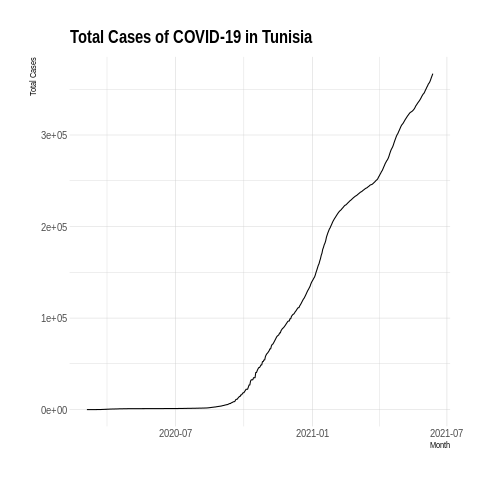 Total Cases of COVID-19 in Tunisia
Total Cases
3e+05
2e+05
1e+05
0e+00
2020-07
2021-01
2021-07
Month